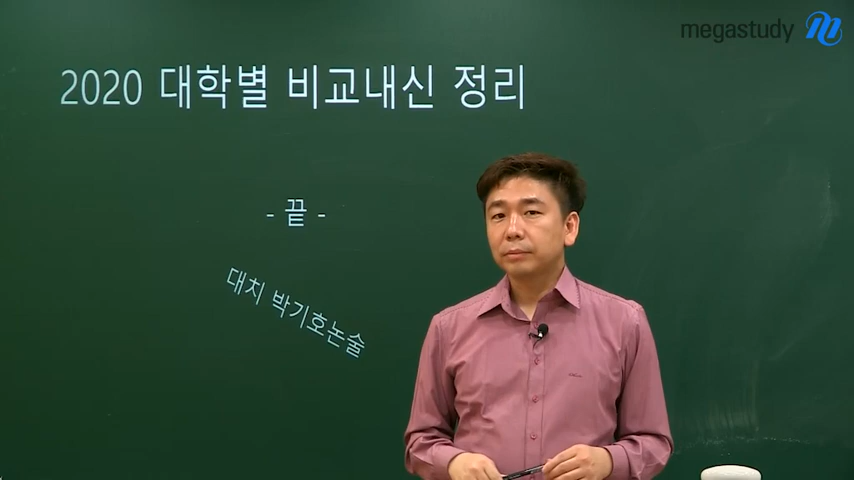 megastudy
2020 대학별 비교내신 정리
- 끝 -
대치 박기호논술